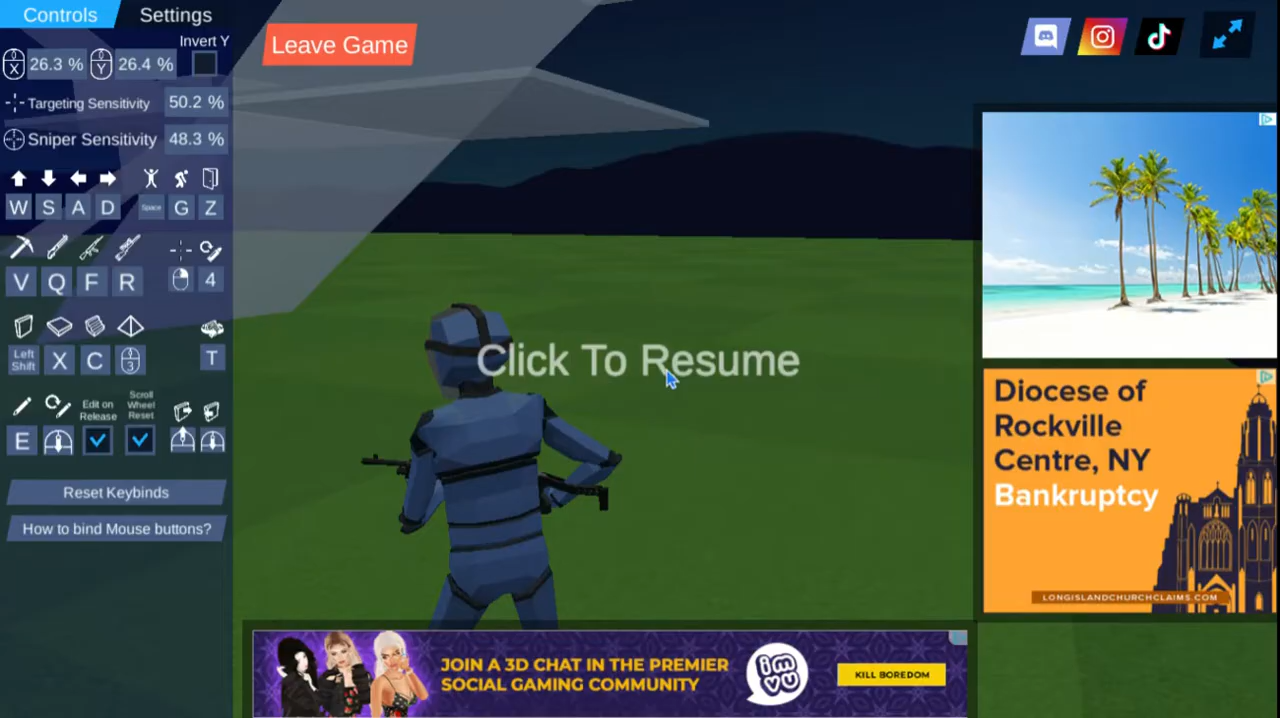 Controls
Settings
Invert Y
X
26.3 %
Y
26.4 %
Targeting Sensitivity
50.2 %
Sniper Sensitivity
48.3 %
W
S
A
D
Space
G
Z
V
Q
F
R
4
Left
Shift
X
C
3
T
Edit on
Release
Scroll
Wheel
Reset
E
Reset Keybinds
How to bind Mouse buttons?
Leave Game
Click To Resume
Diocese of
Rockville
Centre, NY
Bankruptcy
LONGISLANDCHURCHCLAIMS.COM
JOIN A 3D CHAT IN THE PREMIER
SOCIAL GAMING COMMUNITY
imvu
KILL BOREDOM